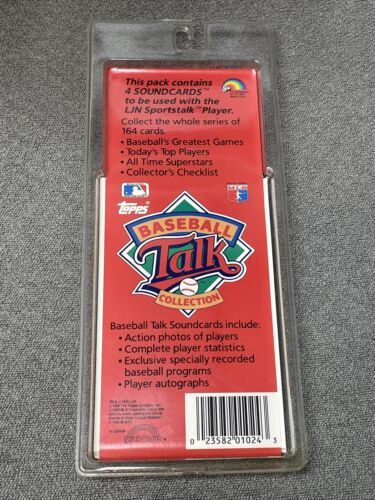 This pack contains
4 SOUNDCARDS™
to be used with the
LJN Sportstalk™ Player.
Collect the whole series of
164 cards.
• Baseball's Greatest Games
• Today's Top Players
• All Time Superstars
• Collector's Checklist
topps
BASEBALL
Talk
COLLECTION
Baseball Talk Soundcards include:
• Action photos of players
• Complete player statistics
• Exclusive specially recorded
baseball programs
• Player autographs
0 23582 01024 3